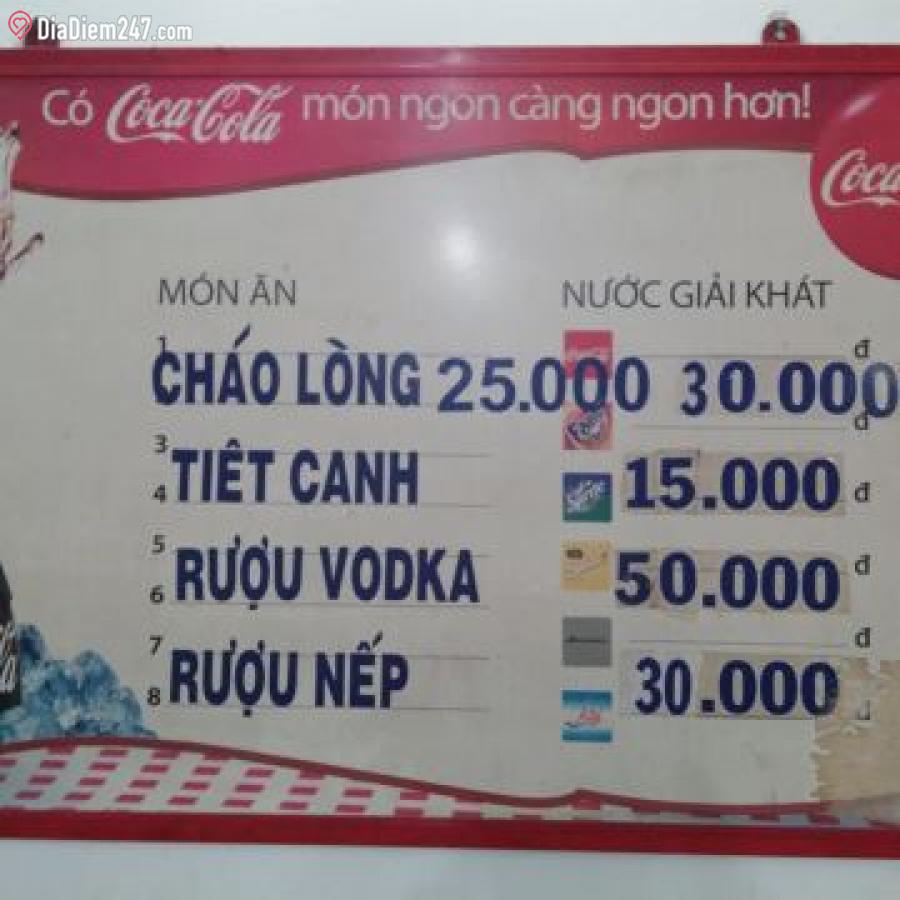 DiaDiem247.com
Có Coca-Cola món ngon càng ngon hơn!
Coca
MÓN ĂN NƯỚC GIẢI KHÁT
1 đ
CHÁO LÒNG 25.000 30.000
đ
3
4 TIẾT CANH 15.000 đ
5
6 RƯỢU VODKA 50.000 đ
7 đ
8 RƯỢU NẾP 30.000 đ